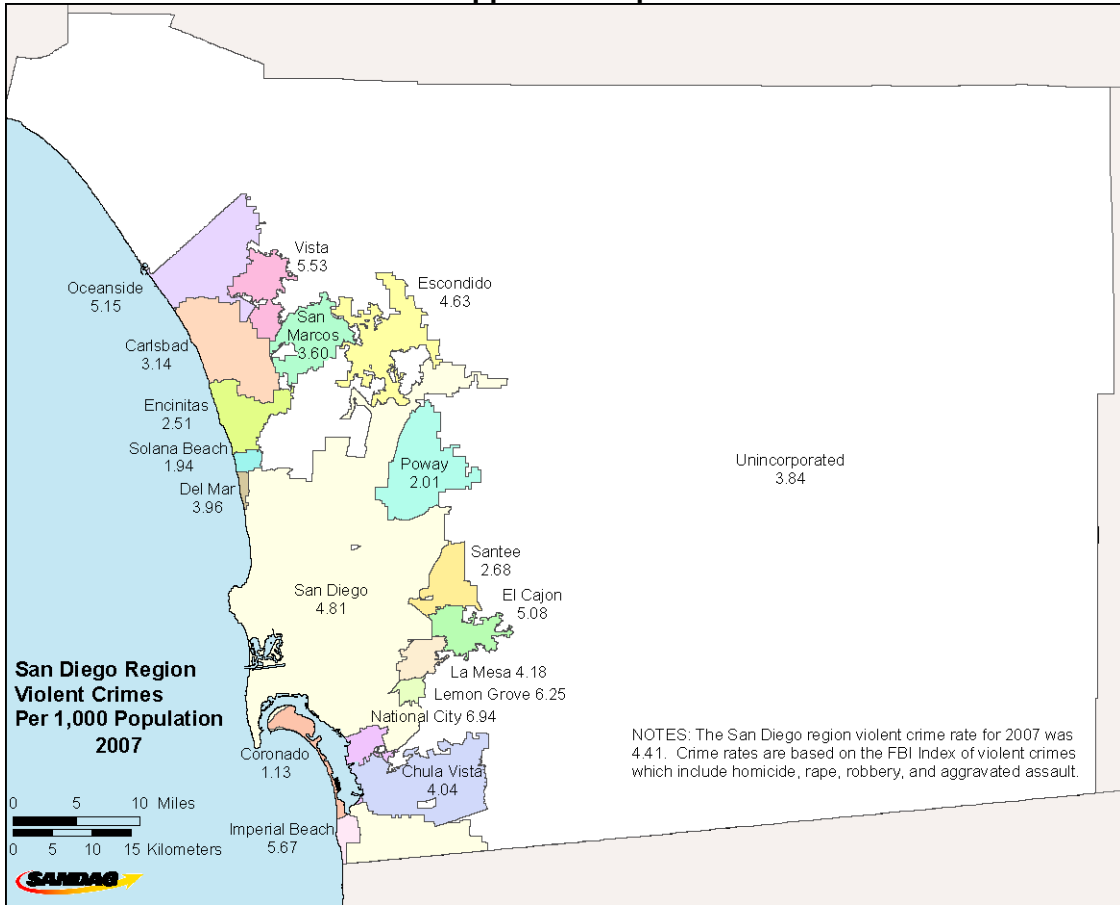 Vista
5.53
Oceanside
5.15
Escondido
4.63
San
Marcos
3.60
Carlsbad
3.14
Encinitas
2.51
Solana Beach
1.94
Del Mar
3.96
Poway
2.01
Unincorporated
3.84
Santee
2.68
San Diego
4.81
El Cajon
5.08
La Mesa 4.18
Lemon Grove 6.25
National City 6.94
San Diego Region
Violent Crimes
Per 1,000 Population
2007
Coronado
1.13
Chula Vista
4.04
NOTES: The San Diego region violent crime rate for 2007 was
4.41. Crime rates are based on the FBI Index of violent crimes
which include homicide, rape, robbery, and aggravated assault.
0 5 10 Miles
0 5 10 15 Kilometers
Imperial Beach
5.67
SANDAG